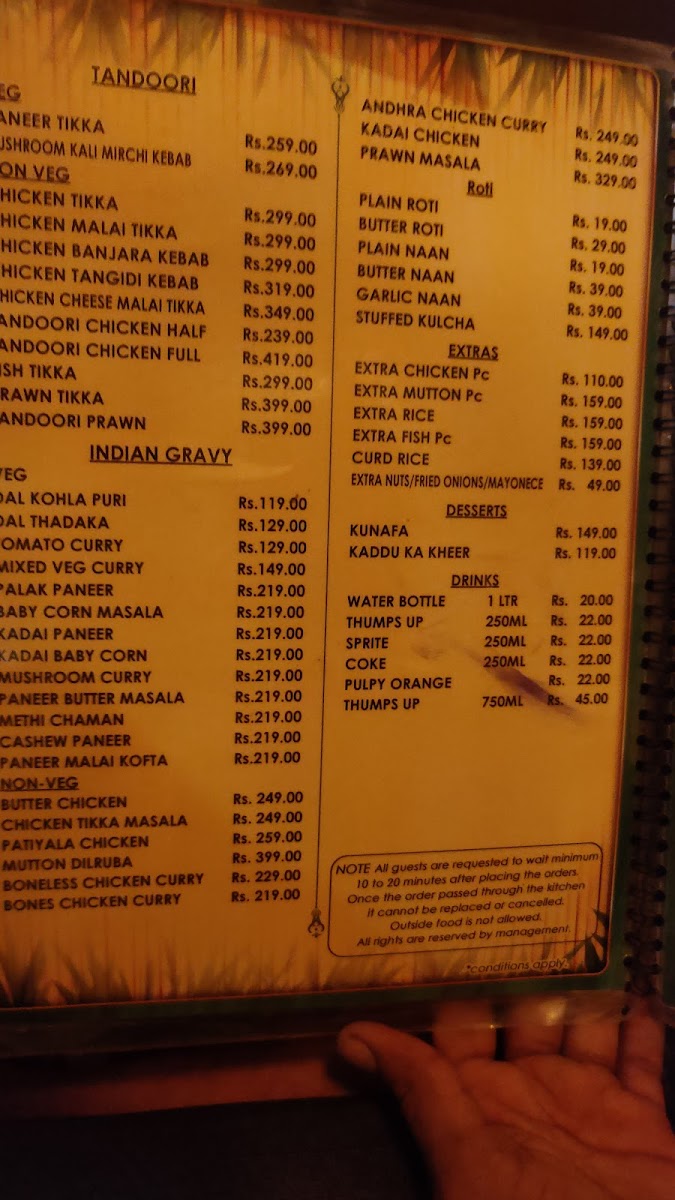 TANDOORI
EG
ANEER TIKKA Rs.259.00
USHROOM KALI MIRCHI KEBAB Rs.269.00
ON VEG
HICKEN TIKKA Rs.299.00
HICKEN MALAI TIKKA Rs.299.00
HICKEN BANJARA KEBAB Rs.299.00
HICKEN TANGIDI KEBAB Rs.319.00
HICKEN CHEESE MALAI TIKKA Rs.349.00
ANDOORI CHICKEN HALF Rs.239.00
ANDOORI CHICKEN FULL Rs.419.00
ISH TIKKA Rs.299.00
RAWN TIKKA Rs.399.00
ANDOORI PRAWN Rs.399.00
INDIAN GRAVY
VEG
DAL KOHLA PURI Rs.119.00
DAL THADAKA Rs.129.00
TOMATO CURRY Rs.129.00
MIXED VEG CURRY Rs.149.00
PALAK PANEER Rs.219.00
BABY CORN MASALA Rs.219.00
KADAI PANEER Rs.219.00
KADAI BABY CORN Rs.219.00
MUSHROOM CURRY Rs.219.00
PANEER BUTTER MASALA Rs.219.00
METHI CHAMAN Rs.219.00
CASHEW PANEER Rs.219.00
PANEER MALAI KOFTA Rs.219.00
NON-VEG
BUTTER CHICKEN Rs. 249.00
CHICKEN TIKKA MASALA Rs. 249.00
PATIYALA CHICKEN Rs. 259.00
MUTTON DILRUBA Rs. 399.00
BONELESS CHICKEN CURRY Rs. 229.00
BONES CHICKEN CURRY Rs. 219.00
ANDHRA CHICKEN CURRY Rs. 249.00
KADAI CHICKEN Rs. 249.00
PRAWN MASALA Rs. 329.00
Roti
PLAIN ROTI Rs. 19.00
BUTTER ROTI Rs. 29.00
PLAIN NAAN Rs. 19.00
BUTTER NAAN Rs. 39.00
GARLIC NAAN Rs. 39.00
STUFFED KULCHA Rs. 149.00
EXTRAS
EXTRA CHICKEN Pc Rs. 110.00
EXTRA MUTTON Pc Rs. 159.00
EXTRA RICE Rs. 159.00
EXTRA FISH Pc Rs. 159.00
CURD RICE Rs. 139.00
EXTRA NUTS/FRIED ONIONS/MAYONECE Rs. 49.00
DESSERTS
KUNAFA Rs. 149.00
KADDU KA KHEER Rs. 119.00
DRINKS
WATER BOTTLE 1 LTR Rs. 20.00
THUMPS UP 250ML Rs. 22.00
SPRITE 250ML Rs. 22.00
COKE 250ML Rs. 22.00
PULPY ORANGE Rs. 22.00
THUMPS UP 750ML Rs. 45.00
NOTE All guests are requested to wait minimum
10 to 20 minutes after placing the orders.
Once the order passed through the kitchen
it cannot be replaced or cancelled.
Outside food is not allowed.
All rights are reserved by management.
*conditions apply.